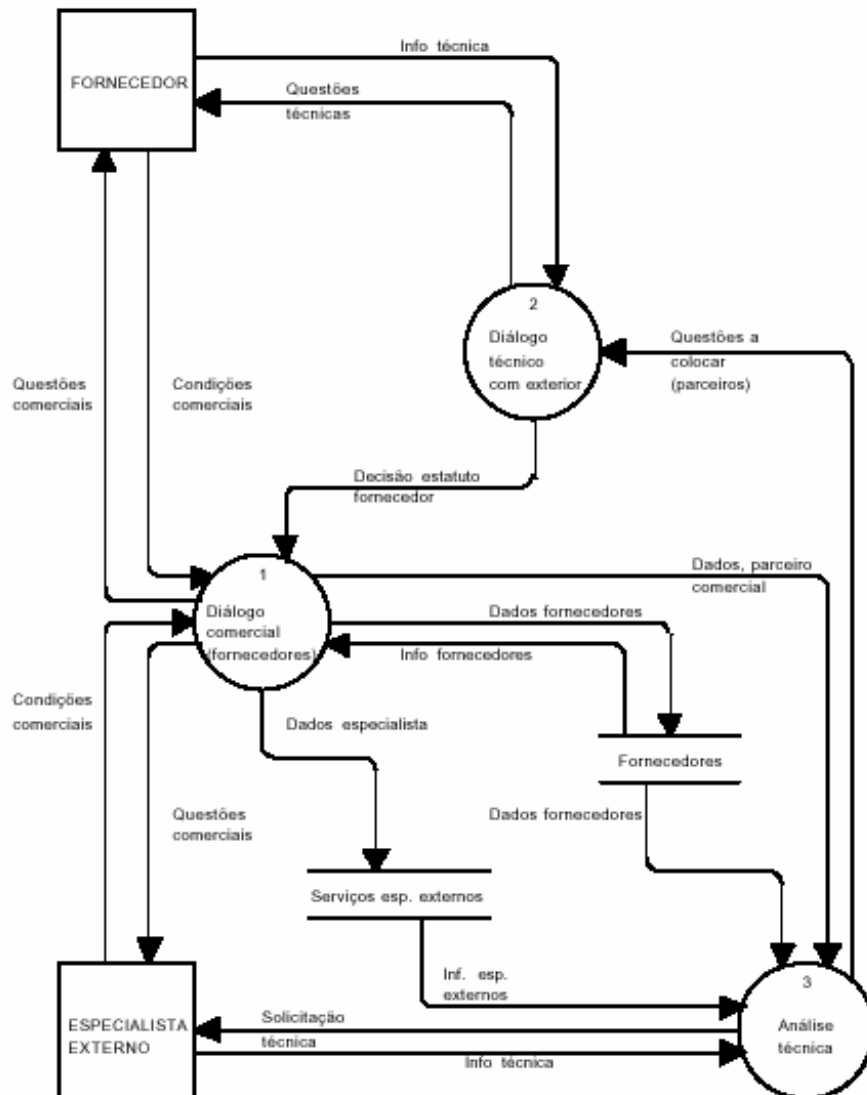 Info técnica
FORNECEDOR
Questões
técnicas
2
Diálogo
técnico
com exterior
Questões a
colocar
(parceiros)
Questões
comerciais
Condições
comerciais
Decisão estatuto
fornecedor
1
Diálogo
comercial
(fornecedores)
Dados, parceiro
comercial
Dados fornecedores
Info fornecedores
Condições
comerciais
Dados especialista
Fornecedores
Questões
comerciais
Dados fornecedores
Serviços esp. externos
Inf. esp.
externos
3
Análise
técnica
ESPECIALISTA
EXTERNO
Solicitação
técnica
Info técnica